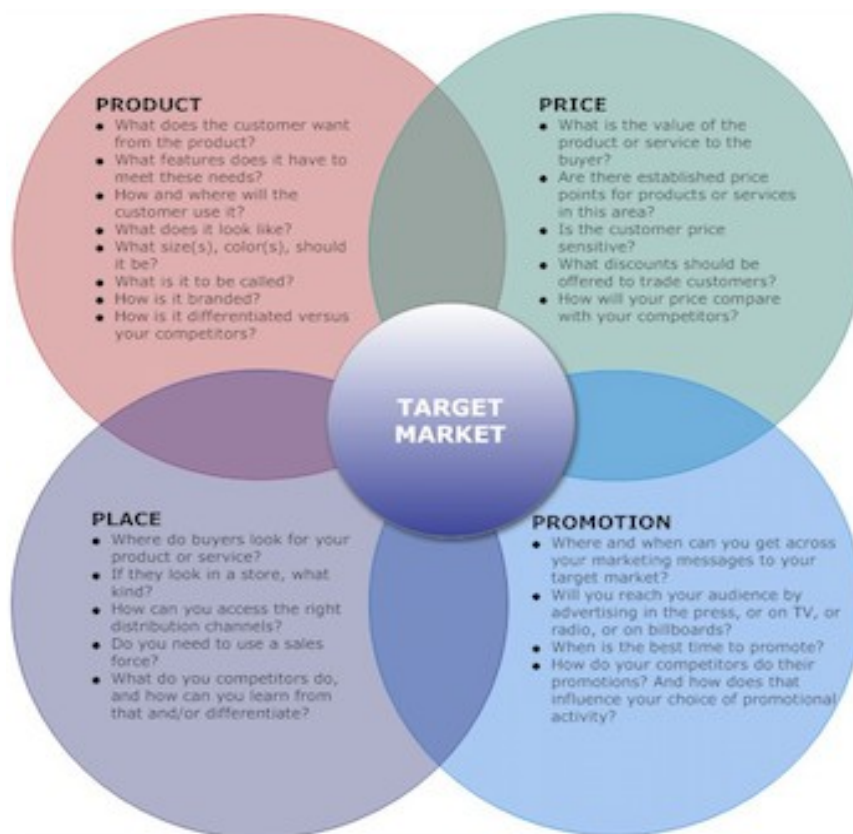 PRODUCT
• What does the customer want
from the product?
• What features does it have to
meet these needs?
• How and where will the
customer use it?
• What does it look like?
• What size(s), color(s), should
it be?
• What is it to be called?
• How is it branded?
• How is it differentiated versus
your competitors?
PRICE
• What is the value of the
product or service to the
buyer?
• Are there established price
points for products or services
in this area?
• Is the customer price
sensitive?
• What discounts should be
offered to trade customers?
• How will your price compare
with your competitors?
TARGET
MARKET
PLACE
• Where do buyers look for your
product or service?
• If they look in a store, what
kind?
• How can you access the right
distribution channels?
• Do you need to use a sales
force?
• What do you competitors do,
and how can you learn from
that and/or differentiate?
PROMOTION
• Where and when can you get across
your marketing messages to your
target market?
• Will you reach your audience by
advertising in the press, or on TV, or
radio, or on billboards?
• When is the best time to promote?
• How do your competitors do their
promotions? And how does that
influence your choice of promotional
activity?